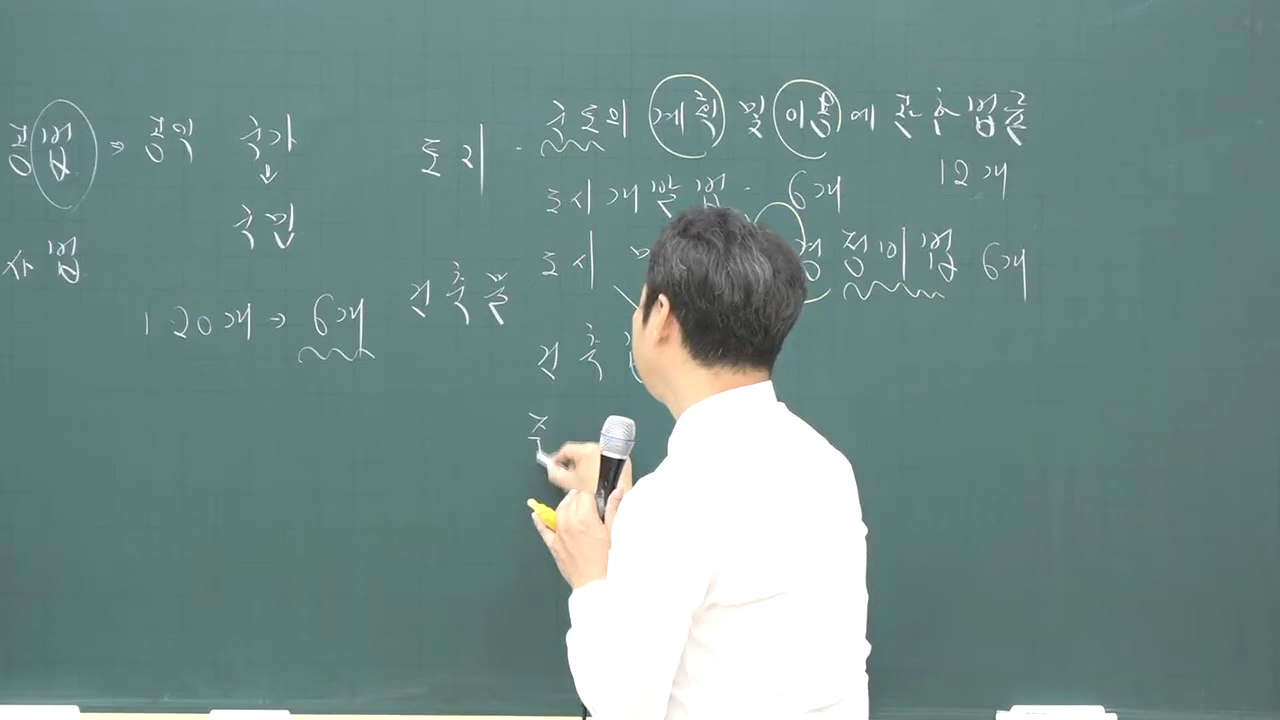 공법 ⇒ 공익 국가
↓
국민
사법
120개 → 6개
토지 - 국토의 계획 및 이용에 관한 법률
12개
도시개발법 - 6개
도시 정비법 6개
건축물
건축
주